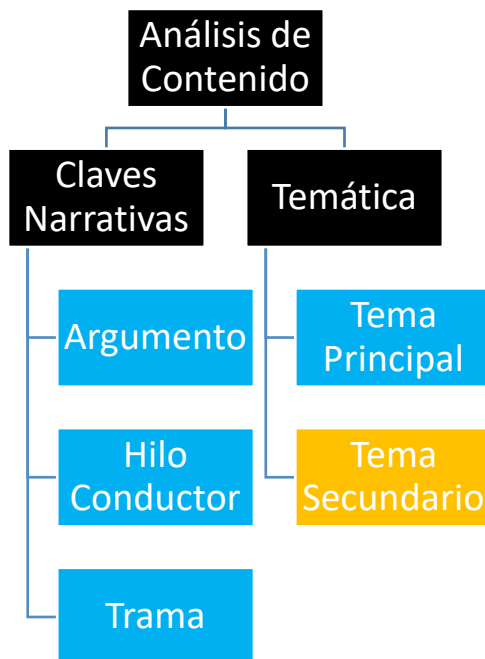 Análisis de
Contenido
Claves
Narrativas
Temática
Argumento
Tema
Principal
Hilo
Conductor
Tema
Secundario
Trama